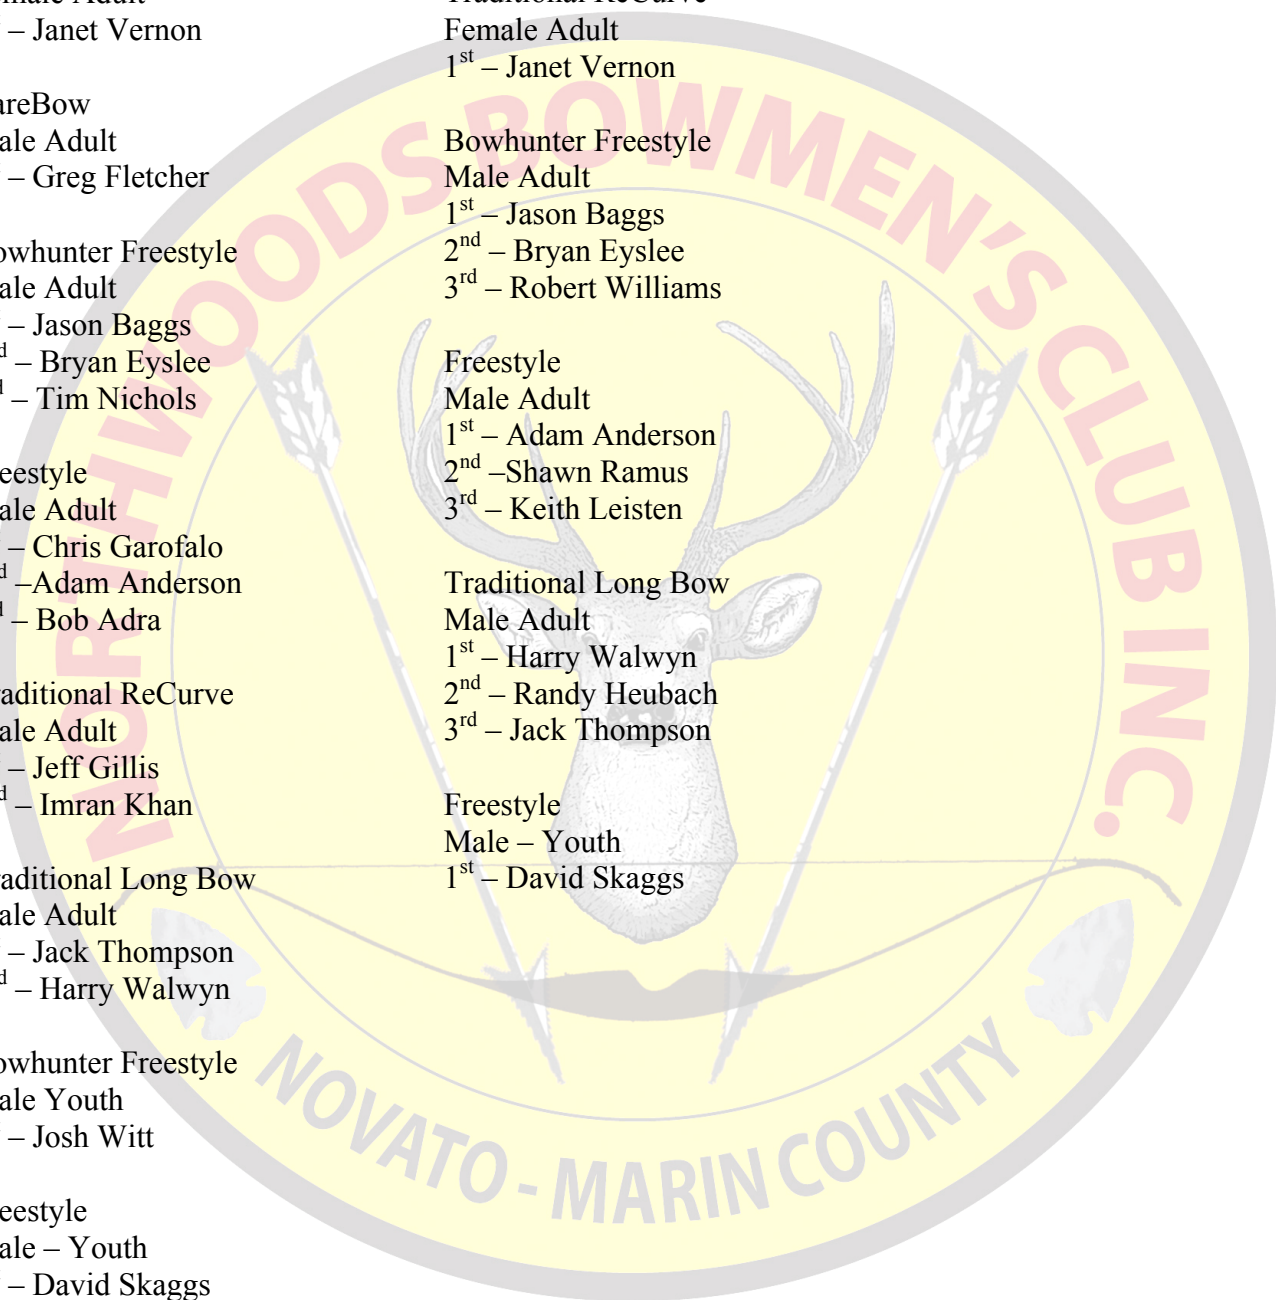 male Adult
– Janet Vernon
areBow
ale Adult
– Greg Fletcher
owhunter Freestyle
ale Adult
– Jason Baggs
d – Bryan Eyslee
d – Tim Nichols
eestyle
ale Adult
– Chris Garofalo
d –Adam Anderson
d – Bob Adra
aditional ReCurve
ale Adult
– Jeff Gillis
d – Imran Khan
raditional Long Bow
ale Adult
– Jack Thompson
d – Harry Walwyn
owhunter Freestyle
ale Youth
– Josh Witt
eestyle
ale – Youth
– David Skaggs
Traditional ReCurve
Female Adult
1st – Janet Vernon
Bowhunter Freestyle
Male Adult
1st – Jason Baggs
2nd – Bryan Eyslee
3rd – Robert Williams
Freestyle
Male Adult
1st – Adam Anderson
2nd –Shawn Ramus
3rd – Keith Leisten
Traditional Long Bow
Male Adult
1st – Harry Walwyn
2nd – Randy Heubach
3rd – Jack Thompson
Freestyle
Male – Youth
1st – David Skaggs
NORTHWOODS BOWMEN'S CLUB INC.
NOVATO - MARIN COUNTY